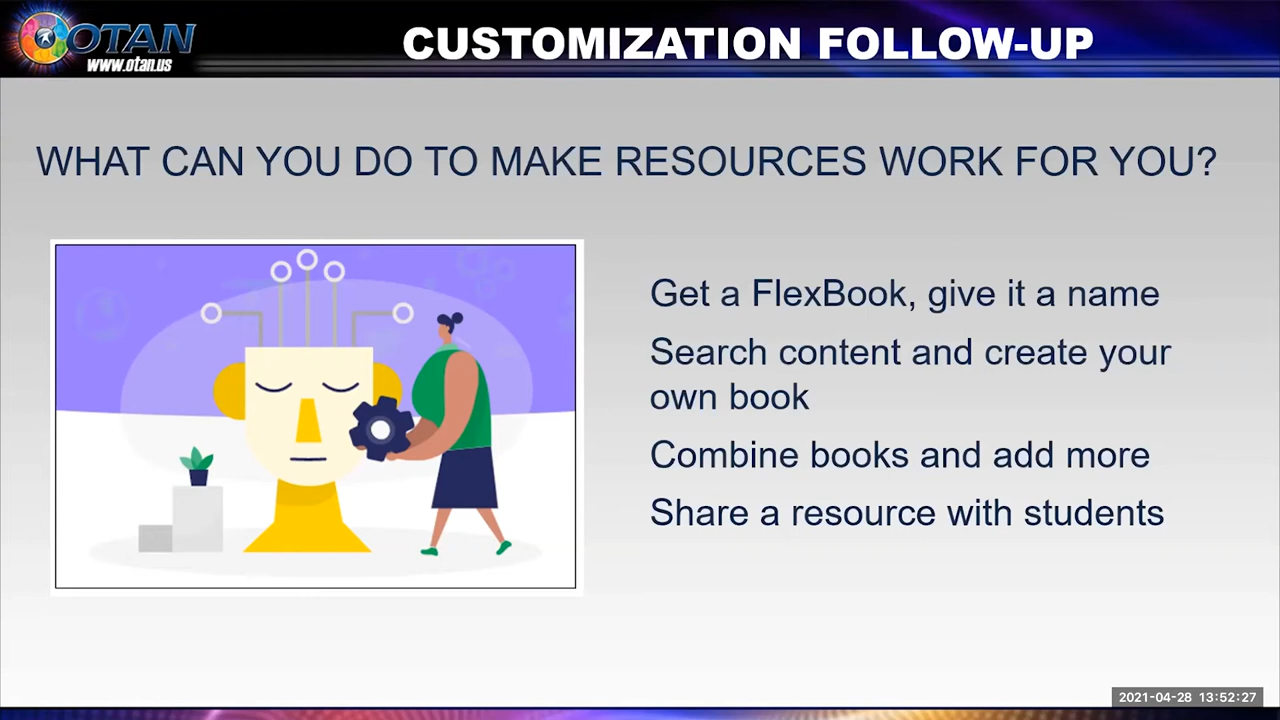 OTAN
www.otan.us
CUSTOMIZATION FOLLOW-UP
WHAT CAN YOU DO TO MAKE RESOURCES WORK FOR YOU?
Get a FlexBook, give it a name
Search content and create your
own book
Combine books and add more
Share a resource with students
2021-04-28 13:52:27